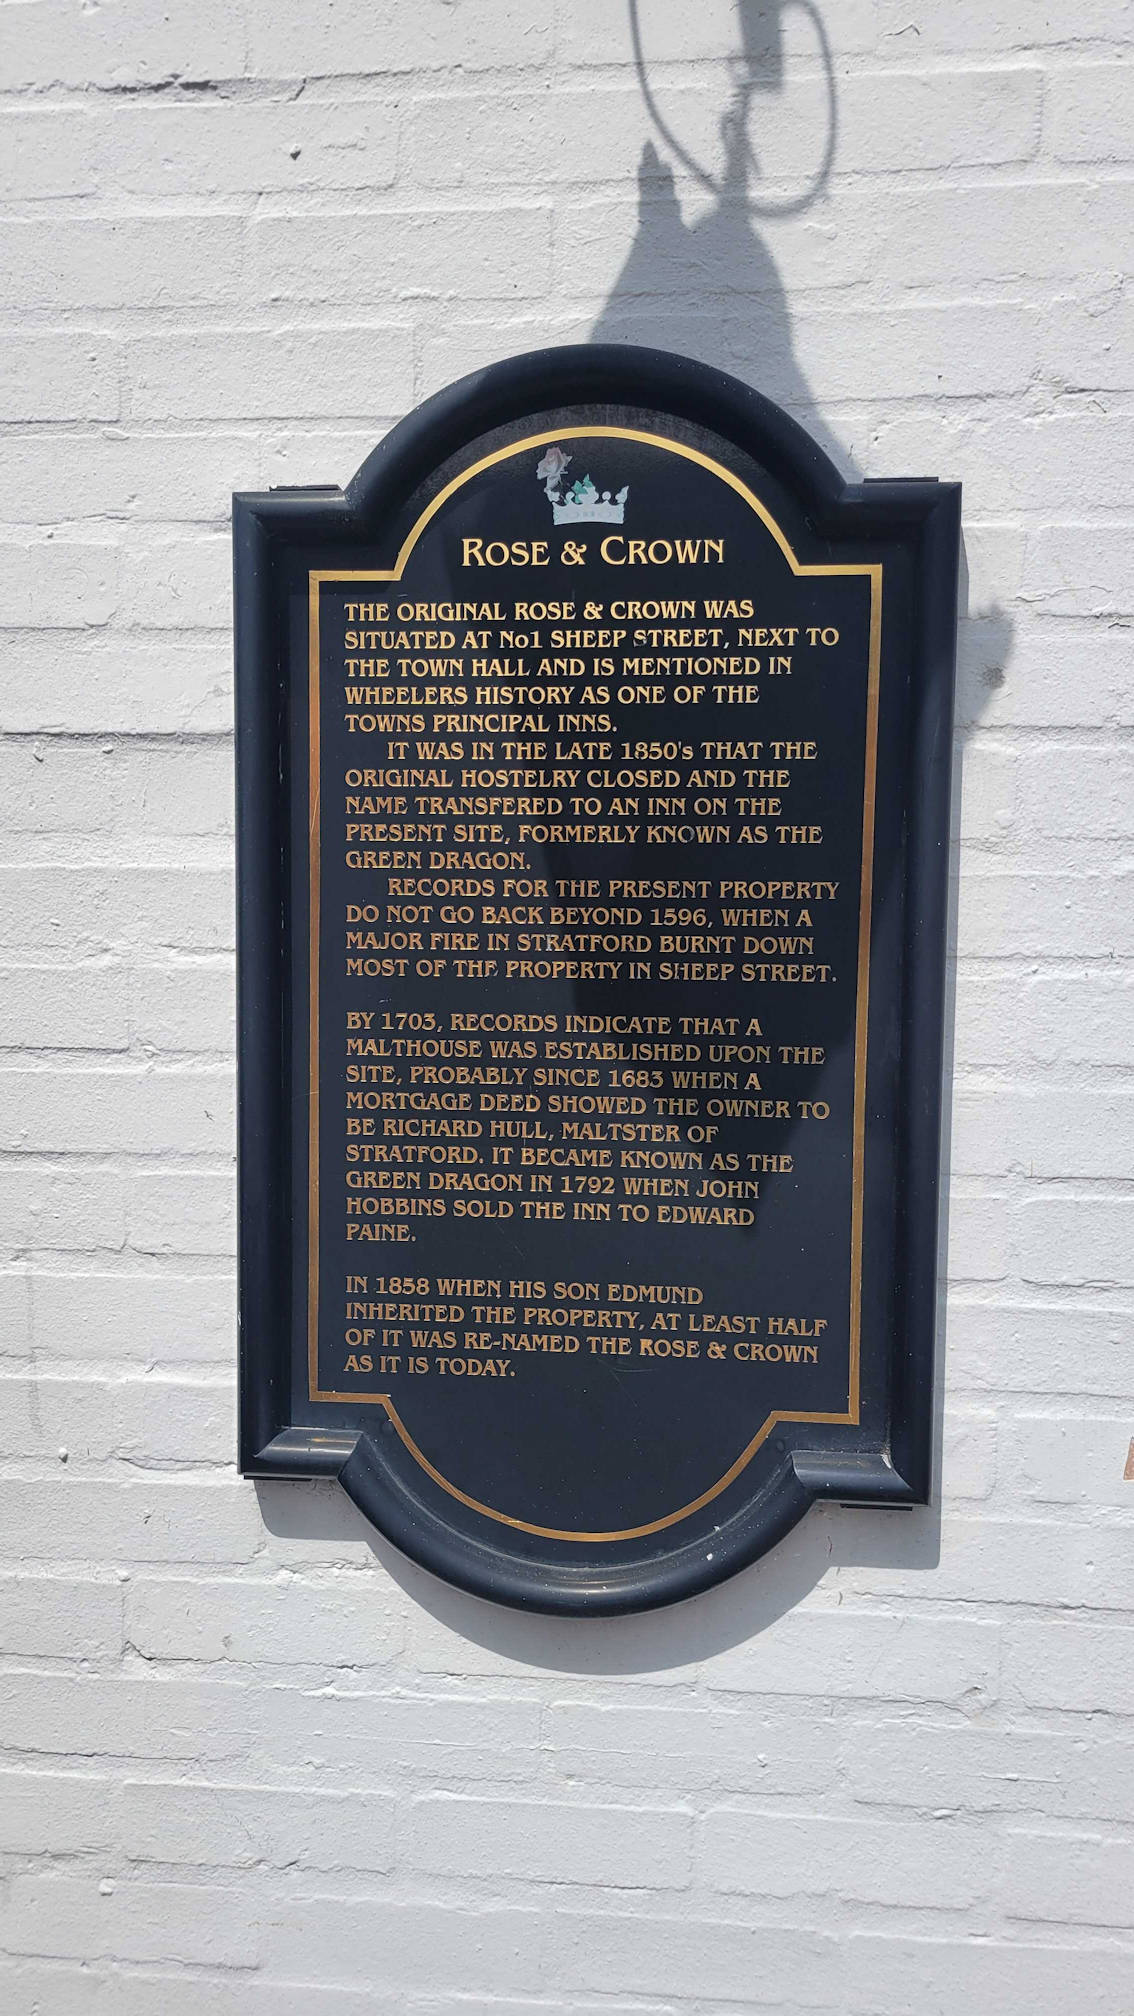 ROSE & CROWN
THE ORIGINAL ROSE & CROWN WAS
SITUATED AT No1 SHEEP STREET, NEXT TO
THE TOWN HALL AND IS MENTIONED IN
WHEELERS HISTORY AS ONE OF THE
TOWNS PRINCIPAL INNS.
IT WAS IN THE LATE 1850's THAT THE
ORIGINAL HOSTELRY CLOSED AND THE
NAME TRANSFERED TO AN INN ON THE
PRESENT SITE, FORMERLY KNOWN AS THE
GREEN DRAGON.
RECORDS FOR THE PRESENT PROPERTY
DO NOT GO BACK BEYOND 1596, WHEN A
MAJOR FIRE IN STRATFORD BURNT DOWN
MOST OF THE PROPERTY IN SHEEP STREET.
BY 1703, RECORDS INDICATE THAT A
MALTHOUSE WAS ESTABLISHED UPON THE
SITE, PROBABLY SINCE 1683 WHEN A
MORTGAGE DEED SHOWED THE OWNER TO
BE RICHARD HULL, MALTSTER OF
STRATFORD. IT BECAME KNOWN AS THE
GREEN DRAGON IN 1792 WHEN JOHN
HOBBINS SOLD THE INN TO EDWARD
PAINE.
IN 1858 WHEN HIS SON EDMUND
INHERITED THE PROPERTY, AT LEAST HALF
OF IT WAS RE-NAMED THE ROSE & CROWN
AS IT IS TODAY.